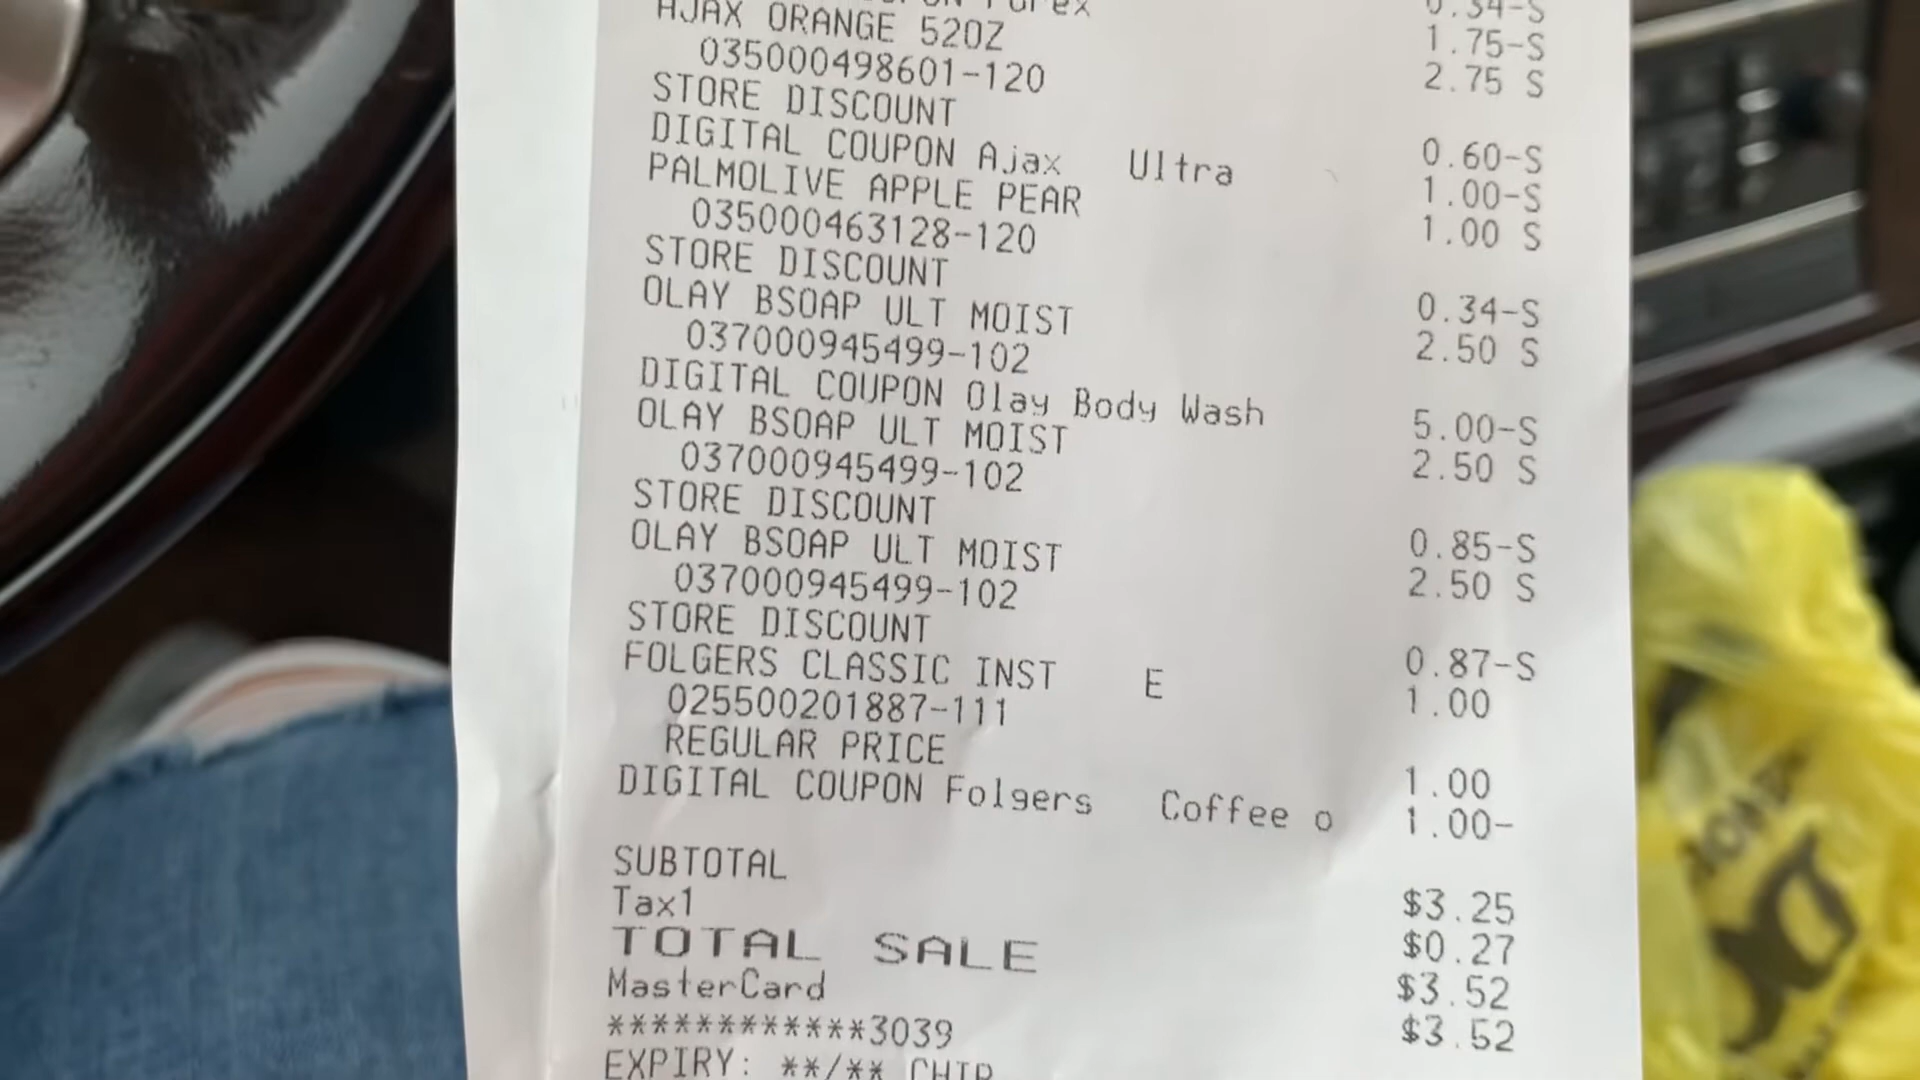 0.34-S
1.75-S
AJAX ORANGE 52OZ 2.75 S
035000498601-120
STORE DISCOUNT 0.60-S
DIGITAL COUPON Ajax Ultra 1.00-S
PALMOLIVE APPLE PEAR 1.00 S
035000463128-120
STORE DISCOUNT 0.34-S
OLAY BSOAP ULT MOIST 2.50 S
037000945499-102
DIGITAL COUPON Olay Body Wash 5.00-S
OLAY BSOAP ULT MOIST 2.50 S
037000945499-102
STORE DISCOUNT 0.85-S
OLAY BSOAP ULT MOIST 2.50 S
037000945499-102
STORE DISCOUNT 0.87-S
FOLGERS CLASSIC INST E 1.00
025500201887-111
REGULAR PRICE 1.00
DIGITAL COUPON Folgers Coffee o 1.00-
SUBTOTAL $3.25
Tax1 $0.27
TOTAL SALE $3.52
MasterCard $3.52
************3039
EXPIRY: **/** CHIP